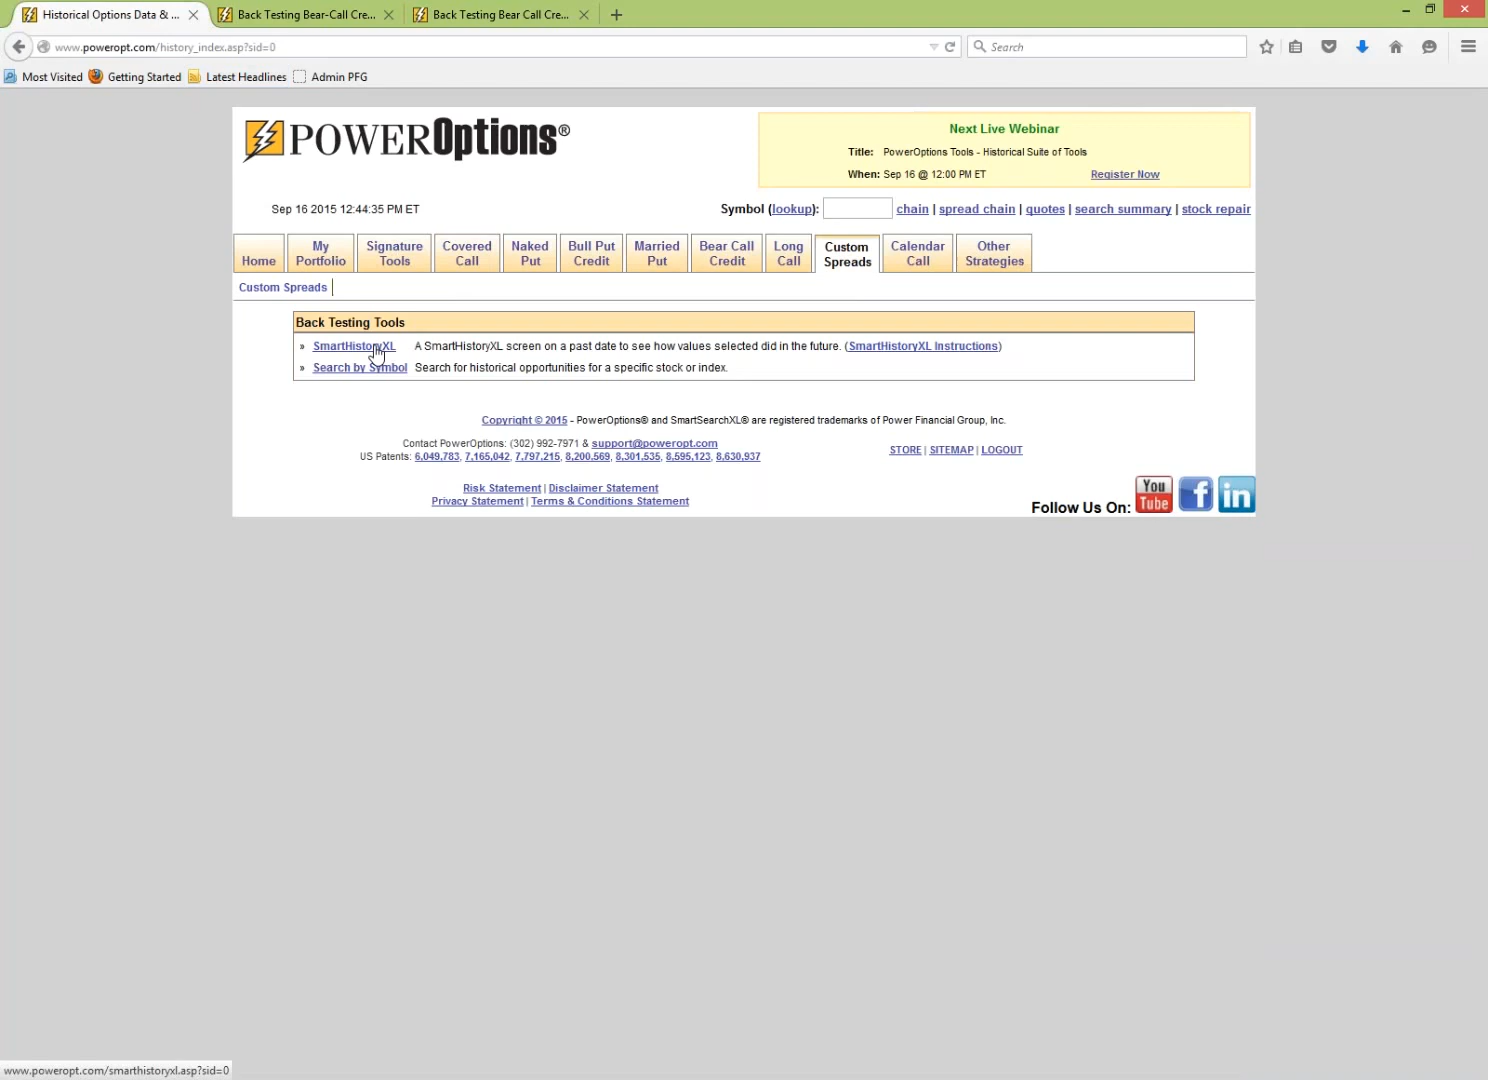 Historical Options Data & ...
Back Testing Bear-Call Cre...
Back Testing Bear Call Cre...
www.poweropt.com/history_index.asp?sid=0
Search
Most Visited Getting Started Latest Headlines Admin PFG
POWEROptions®
Next Live Webinar
Title: PowerOptions Tools - Historical Suite of Tools
When: Sep 16 @ 12:00 PM ET Register Now
Sep 16 2015 12:44:35 PM ET
Symbol (lookup): chain | spread chain | quotes | search summary | stock repair
Home
My Portfolio
Signature Tools
Covered Call
Naked Put
Bull Put Credit
Married Put
Bear Call Credit
Long Call
Custom Spreads
Calendar Call
Other Strategies
Custom Spreads
Back Testing Tools
» SmartHistoryXL A SmartHistoryXL screen on a past date to see how values selected did in the future. (SmartHistoryXL Instructions)
» Search by Symbol Search for historical opportunities for a specific stock or index.
Copyright © 2015 - PowerOptions® and SmartSearchXL® are registered trademarks of Power Financial Group, Inc.
Contact PowerOptions: (302) 992-7971 & support@poweropt.com
US Patents: 6,049,783, 7,165,042, 7,797,215, 8,200,569, 8,301,535, 8,595,123, 8,630,937
STORE | SITEMAP | LOGOUT
Risk Statement | Disclaimer Statement
Privacy Statement | Terms & Conditions Statement
Follow Us On: You Tube f in
www.poweropt.com/smarthistoryxl.asp?sid=0